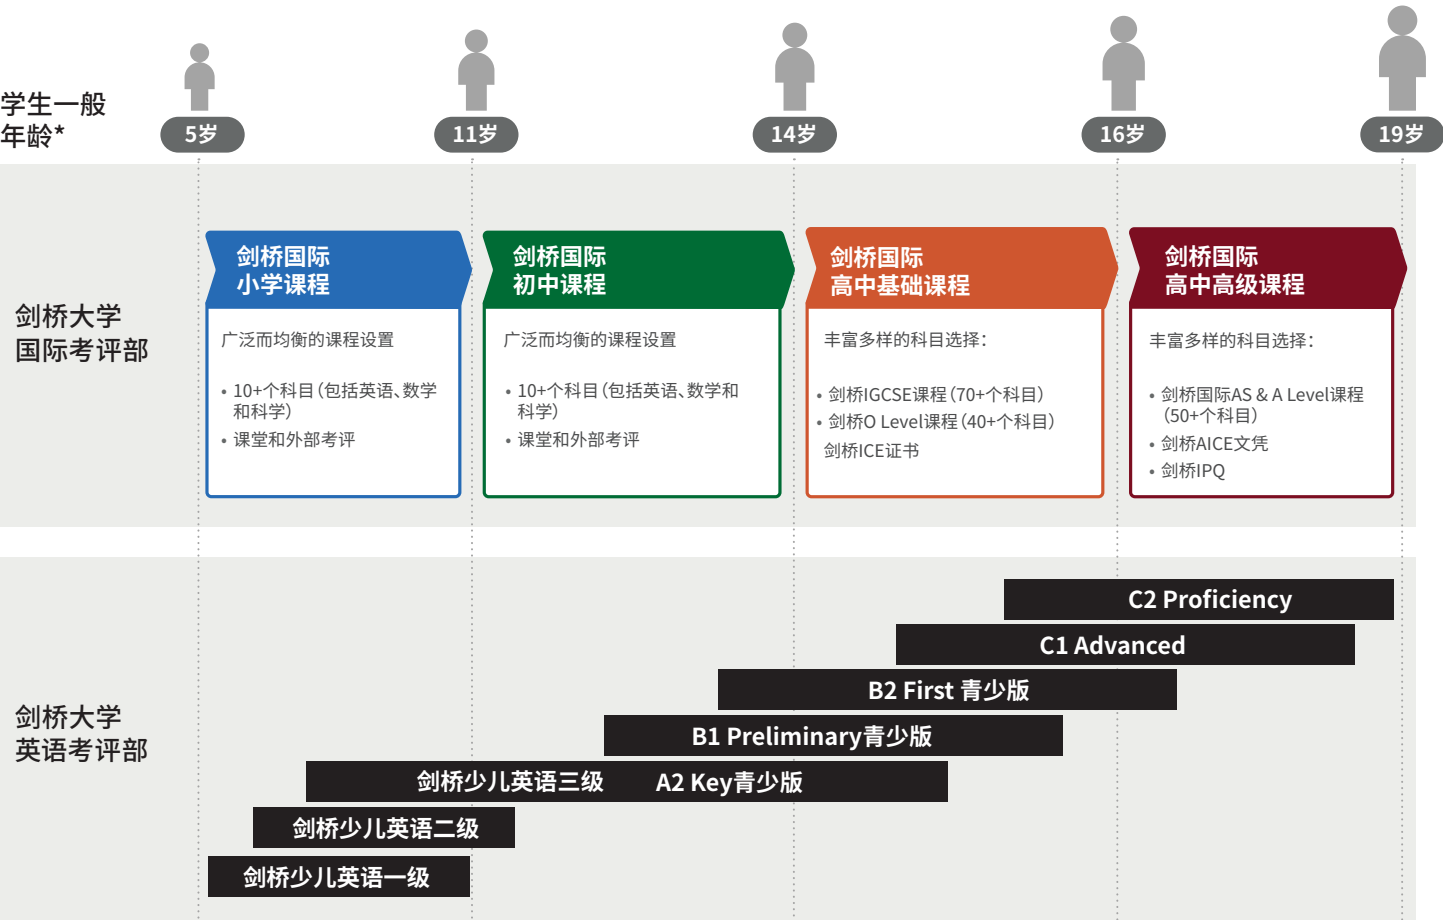 学生一般
年龄*
5岁
11岁
14岁
16岁
19岁
剑桥大学
国际考评部
剑桥国际
小学课程
广泛而均衡的课程设置
• 10+个科目（包括英语、数学
和科学）
• 课堂和外部考评
剑桥国际
初中课程
广泛而均衡的课程设置
• 10+个科目（包括英语、数学和
科学）
• 课堂和外部考评
剑桥国际
高中基础课程
丰富多样的科目选择：
• 剑桥IGCSE课程（70+个科目）
• 剑桥O Level课程（40+个科目）
剑桥ICE证书
剑桥国际
高中高级课程
丰富多样的科目选择：
• 剑桥国际AS & A Level课程
（50+个科目）
• 剑桥AICE文凭
• 剑桥IPQ
剑桥大学
英语考评部
C2 Proficiency
C1 Advanced
B2 First 青少版
B1 Preliminary青少版
剑桥少儿英语三级 A2 Key青少版
剑桥少儿英语二级
剑桥少儿英语一级